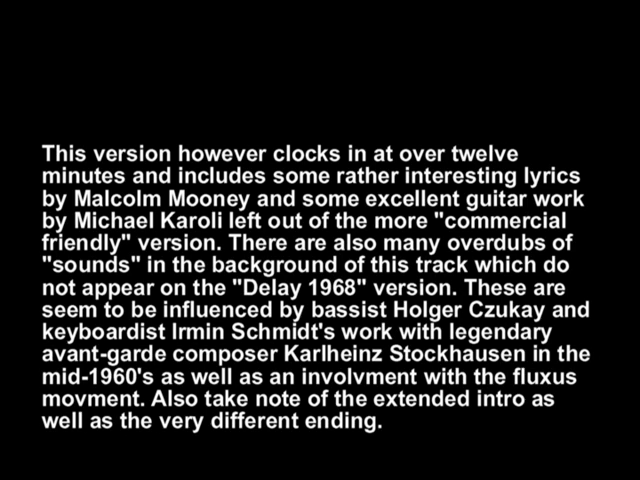 This version however clocks in at over twelve
minutes and includes some rather interesting lyrics
by Malcolm Mooney and some excellent guitar work
by Michael Karoli left out of the more "commercial
friendly" version. There are also many overdubs of
"sounds" in the background of this track which do
not appear on the "Delay 1968" version. These are
seem to be influenced by bassist Holger Czukay and
keyboardist Irmin Schmidt's work with legendary
avant-garde composer Karlheinz Stockhausen in the
mid-1960's as well as an involvment with the fluxus
movment. Also take note of the extended intro as
well as the very different ending.